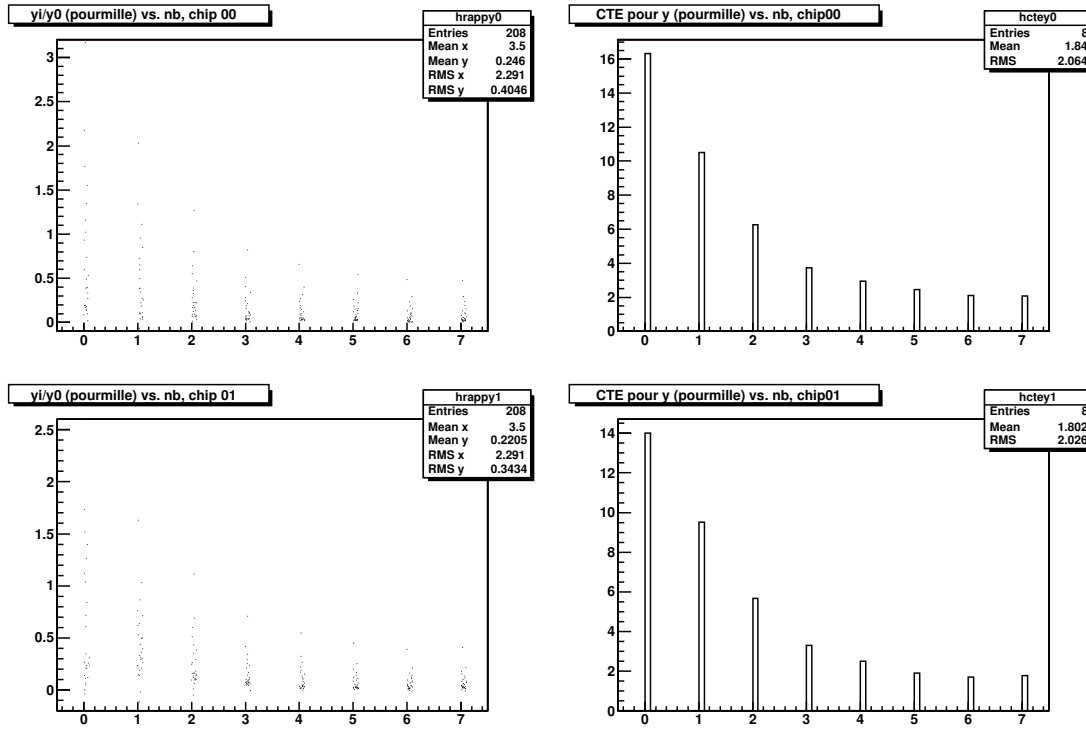 yi/y0 (pourmille) vs. nb, chip 00
hrappy0
Entries 208
Mean x 3.5
Mean y 0.246
RMS x 2.291
RMS y 0.4046
3
2.5
2
1.5
1
0.5
0
0 1 2 3 4 5 6 7
CTE pour y (pourmille) vs. nb, chip00
hctey0
Entries 8
Mean 1.84
RMS 2.064
16
14
12
10
8
6
4
2
0
0 1 2 3 4 5 6 7
yi/y0 (pourmille) vs. nb, chip 01
hrappy1
Entries 208
Mean x 3.5
Mean y 0.2205
RMS x 2.291
RMS y 0.3434
2.5
2
1.5
1
0.5
0
0 1 2 3 4 5 6 7
CTE pour y (pourmille) vs. nb, chip01
hctey1
Entries 8
Mean 1.802
RMS 2.026
14
12
10
8
6
4
2
0
0 1 2 3 4 5 6 7